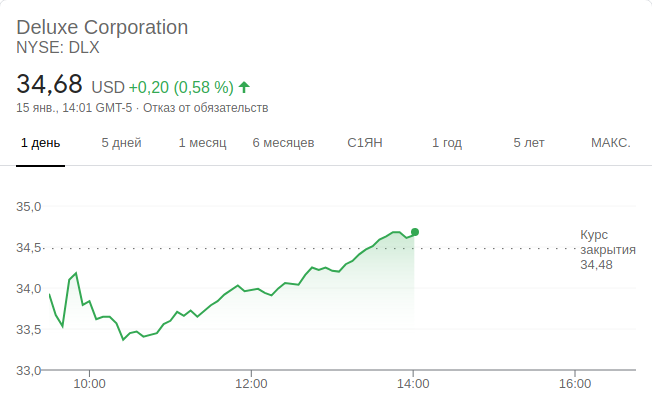 Deluxe Corporation
NYSE: DLX
34,68 USD +0,20 (0,58 %)
15 янв., 14:01 GMT-5 · Отказ от обязательств
1 день 5 дней 1 месяц 6 месяцев С1ЯН 1 год 5 лет МАКС.
35,0
Курс
34,5 закрытия
34,48
34,0
33,5
33,0
10:00 12:00 14:00 16:00